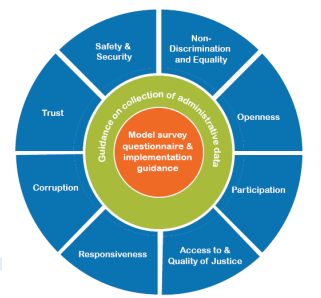 Safety &
Security
Non-
Discrimination
and Equality
Openness
Participation
Access to &
Quality of Justice
Responsiveness
Corruption
Trust
Guidance on collection of administrative data
Model survey
questionnaire &
implementation
guidance